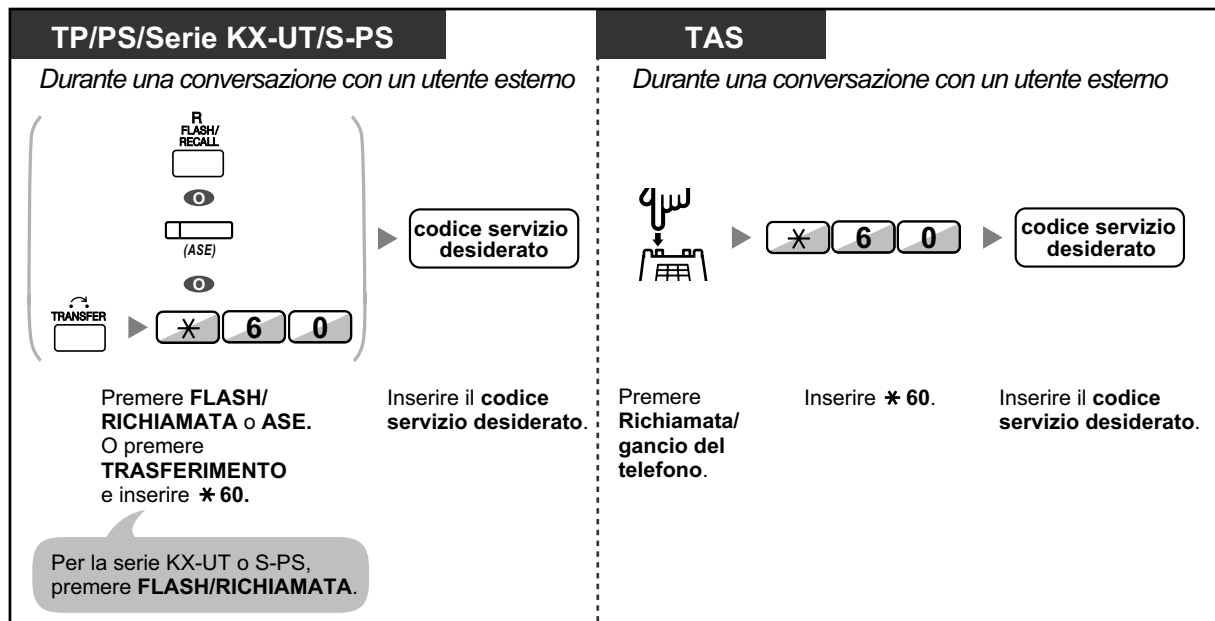 TP/PS/Serie KX-UT/S-PS
Durante una conversazione con un utente esterno
R
FLASH/
RECALL
O
(ASE)
O
TRANSFER
* 6 0
codice servizio
desiderato
Premere FLASH/
RICHIAMATA o ASE.
O premere
TRASFERIMENTO
e inserire * 60.
Inserire il codice
servizio desiderato.
Per la serie KX-UT o S-PS,
premere FLASH/RICHIAMATA.
TAS
Durante una conversazione con un utente esterno
* 6 0
codice servizio
desiderato
Premere
Richiamata/
gancio del
telefono.
Inserire * 60.
Inserire il codice
servizio desiderato.